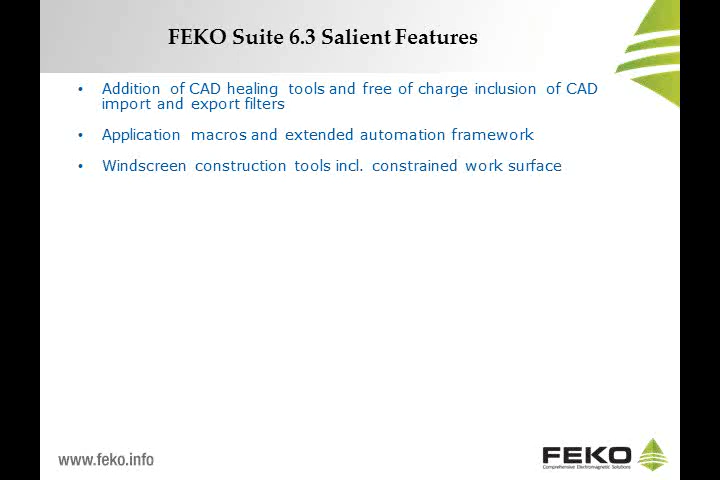 FEKO Suite 6.3 Salient Features
• Addition of CAD healing tools and free of charge inclusion of CAD
import and export filters
• Application macros and extended automation framework
• Windscreen construction tools incl. constrained work surface
www.feko.info
FEKO
Comprehensive Electromagnetic Solutions